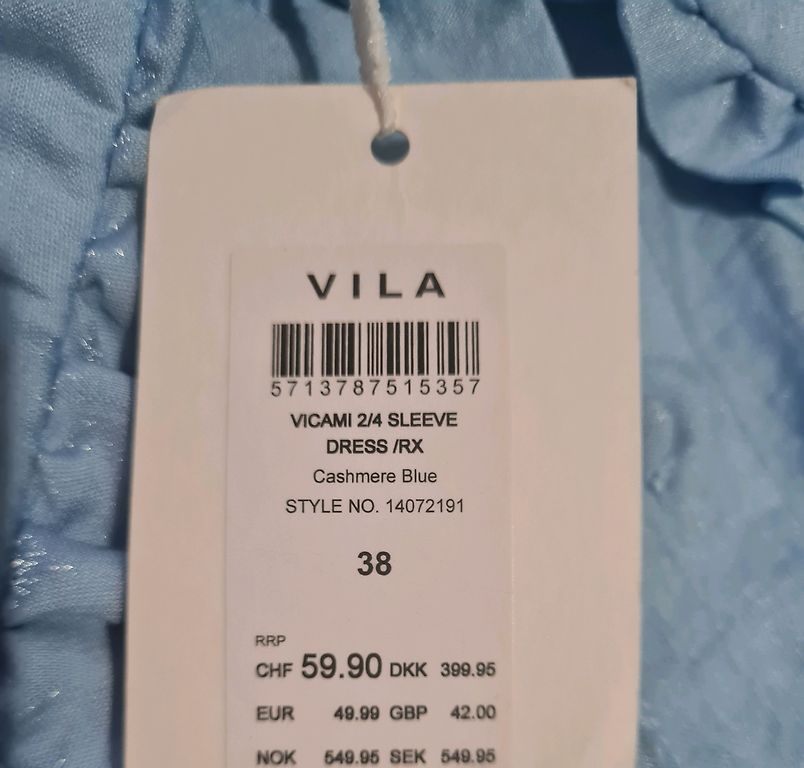 VILA
5713787515357
VICAMI 2/4 SLEEVE
DRESS /RX
Cashmere Blue
STYLE NO. 14072191
38
RRP
CHF 59.90 DKK 399.95
EUR 49.99 GBP 42.00
NOK 549.95 SEK 549.95